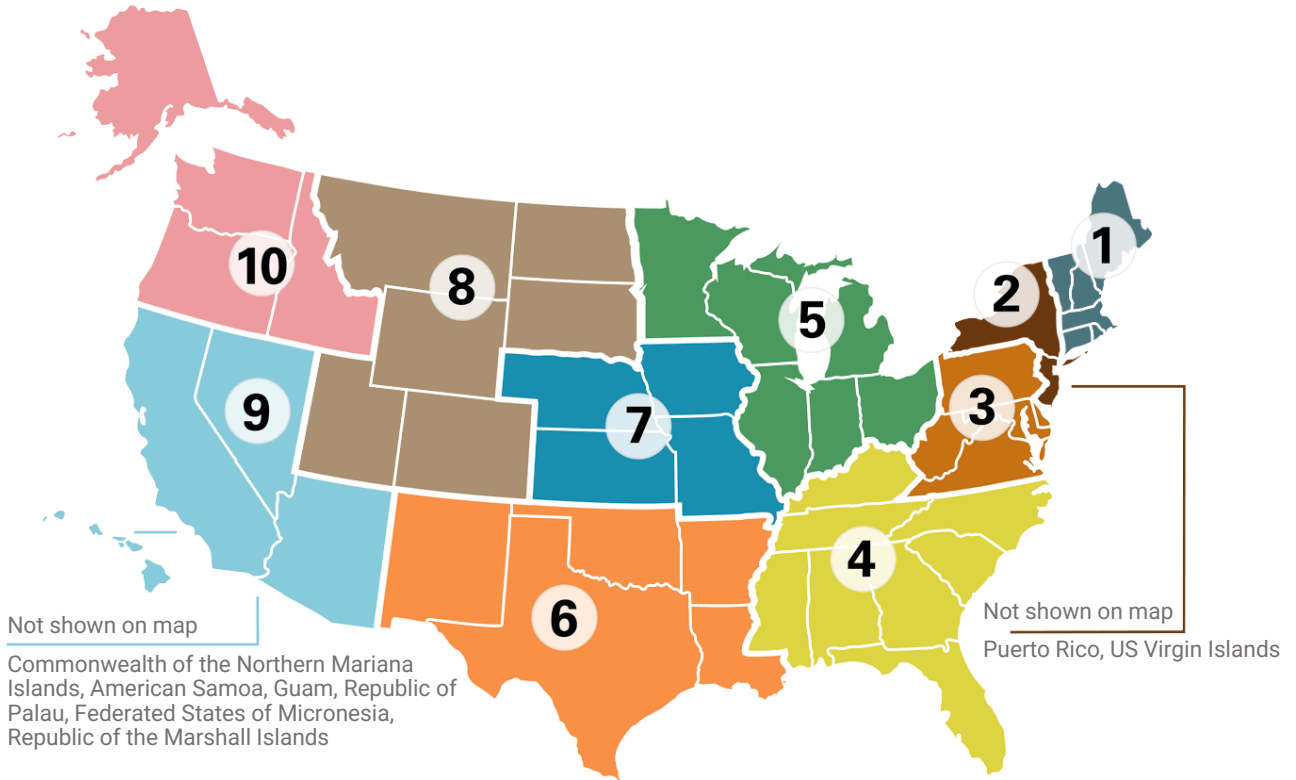 1
10
8
2
5
3
9
7
4
Not shown on map
Puerto Rico, US Virgin Islands
6
Not shown on map
Commonwealth of the Northern Mariana
Islands, American Samoa, Guam, Republic of
Palau, Federated States of Micronesia,
Republic of the Marshall Islands